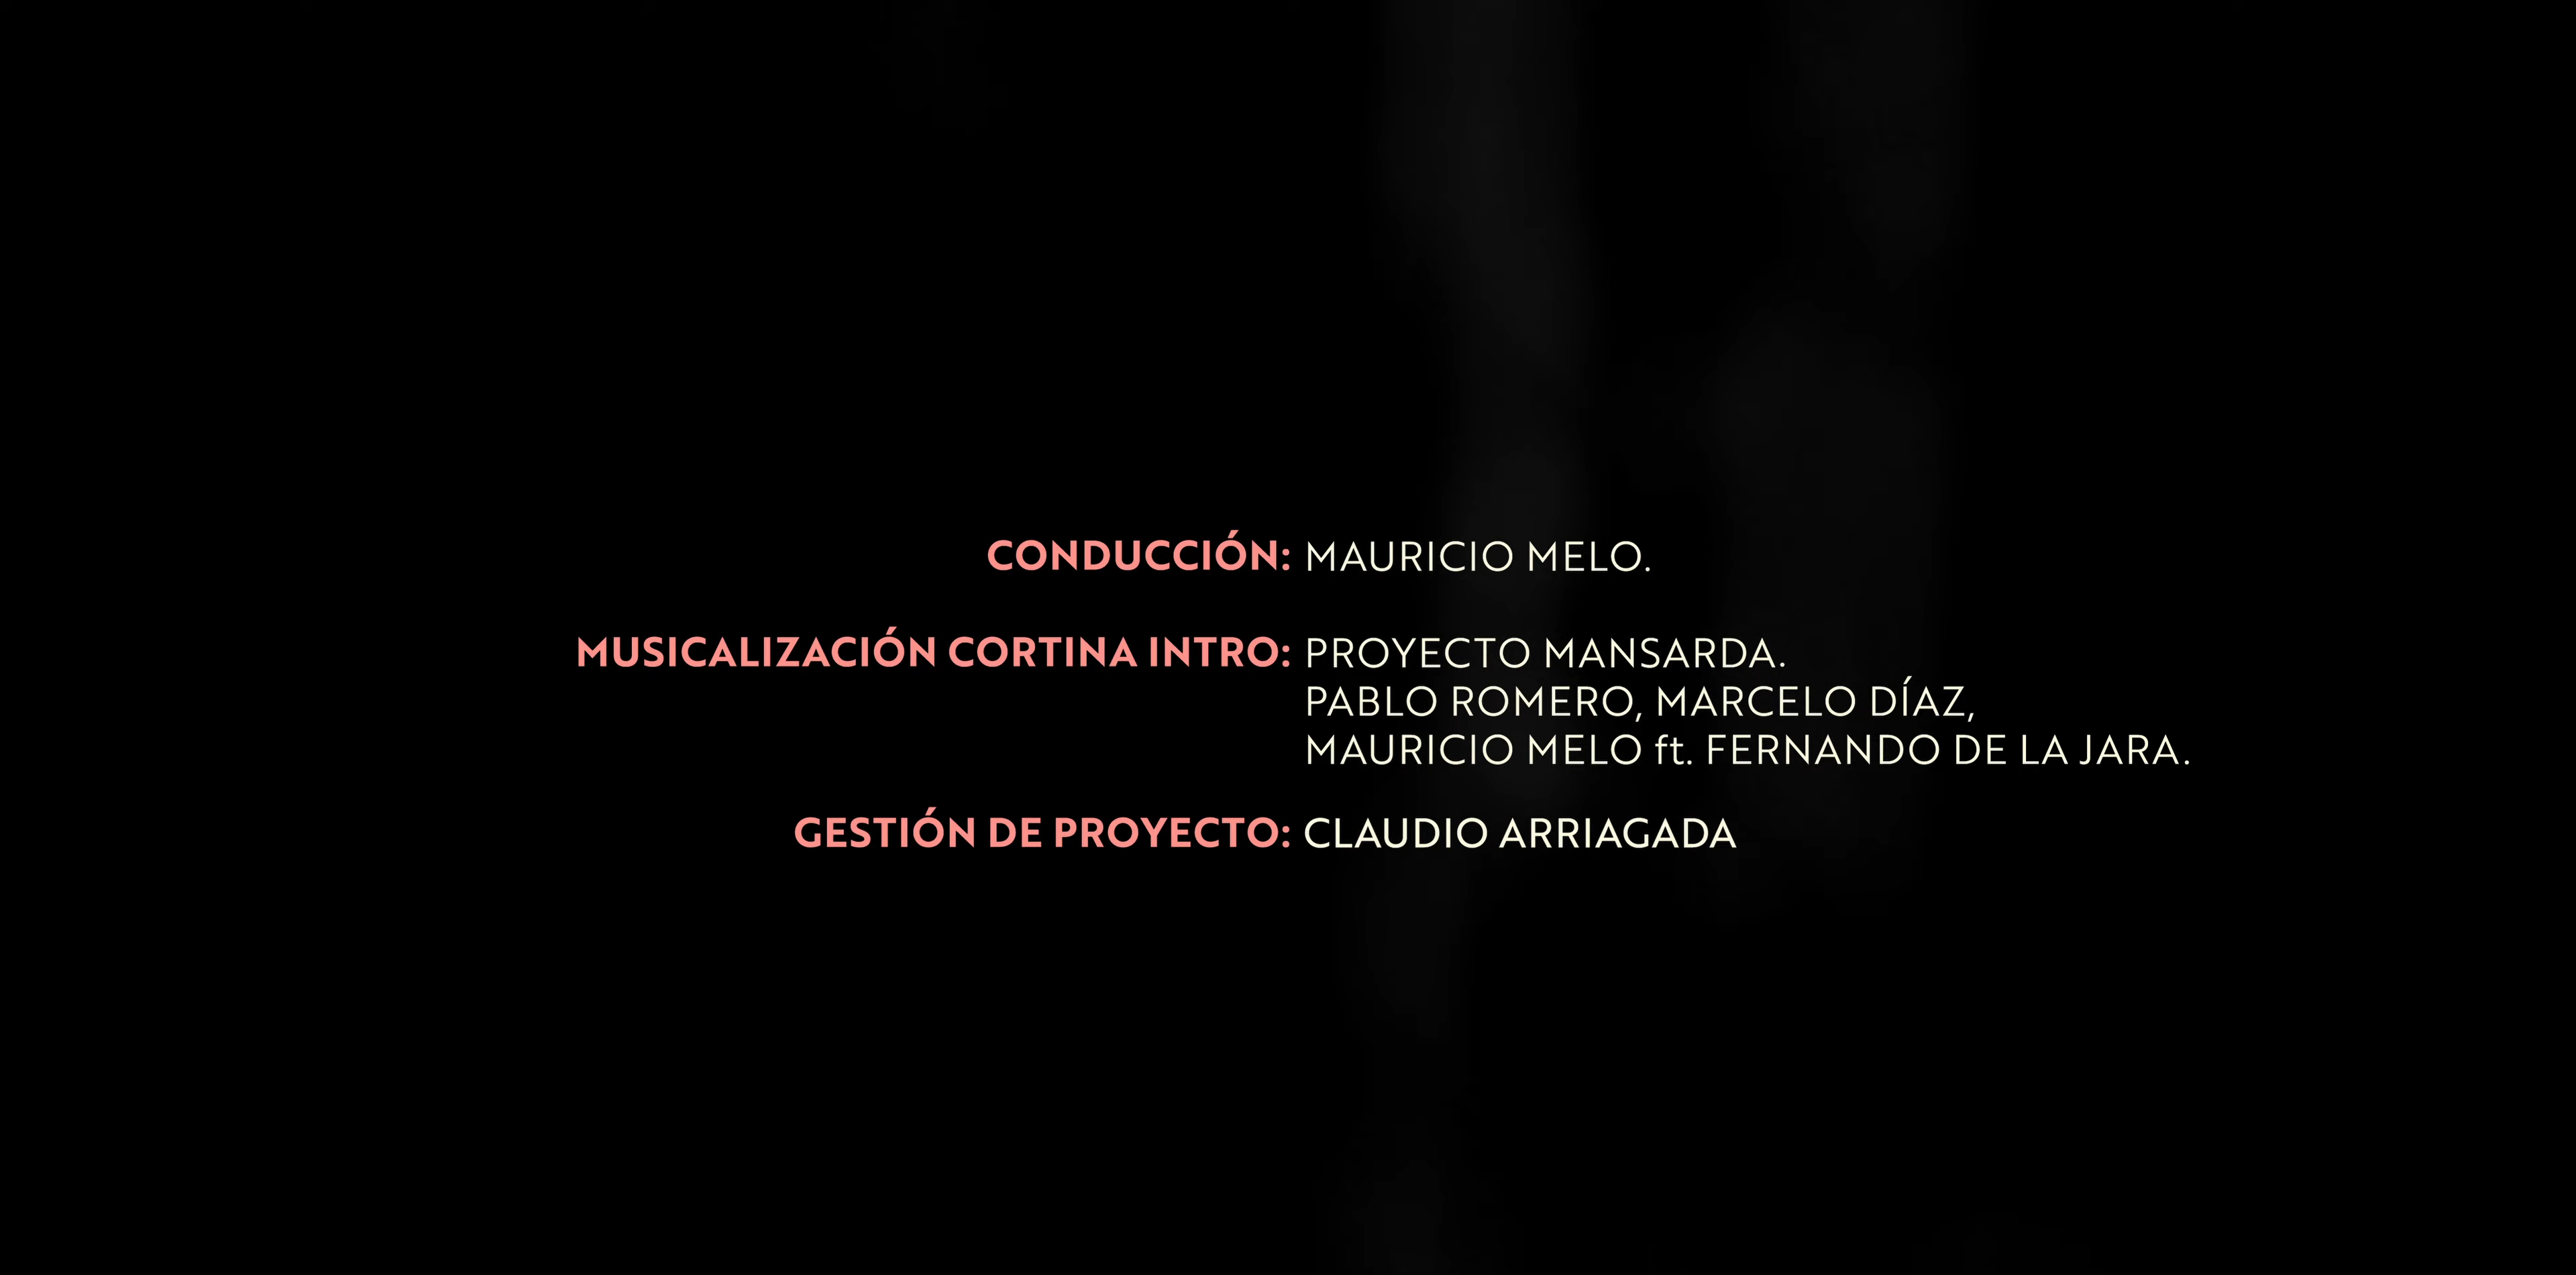 CONDUCCIÓN: MAURICIO MELO.
MUSICALIZACIÓN CORTINA INTRO: PROYECTO MANSARDA.
PABLO ROMERO, MARCELO DÍAZ,
MAURICIO MELO ft. FERNANDO DE LA JARA.
GESTIÓN DE PROYECTO: CLAUDIO ARRIAGADA